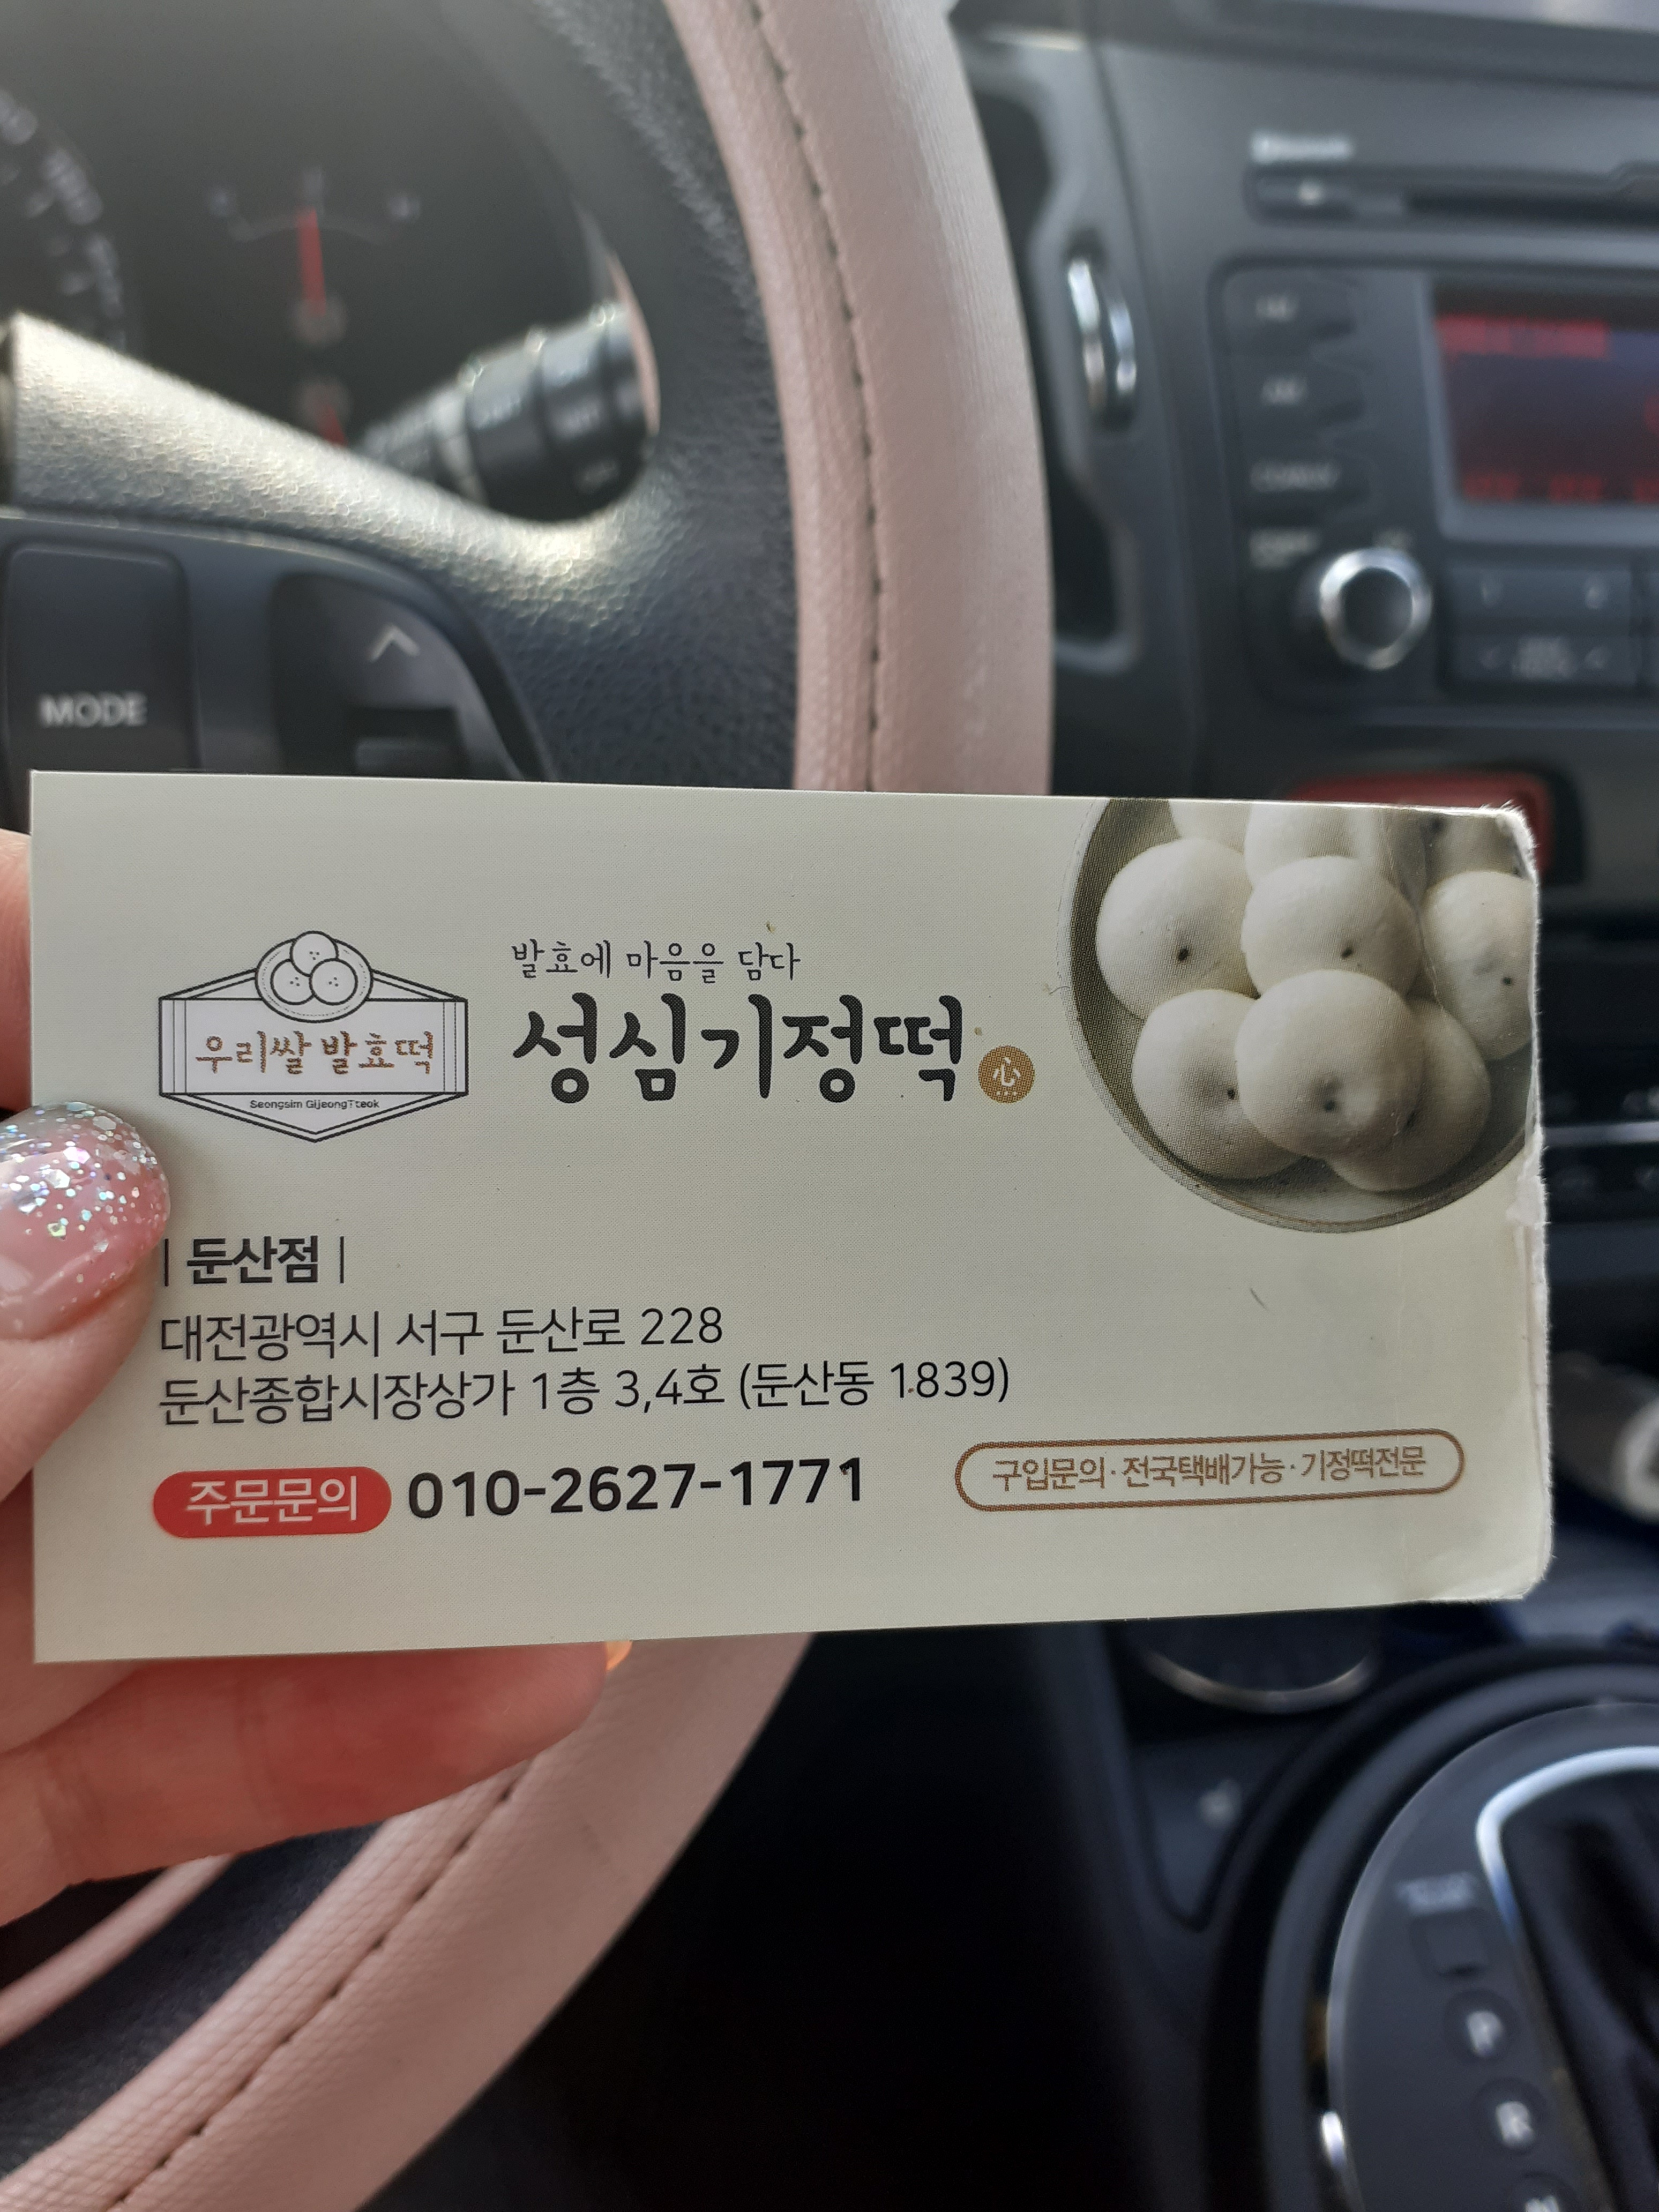 MODE
발효에 마음을 담다
성심기정떡
心
우리쌀 발효떡
Seongsim GijeongTteok
| 둔산점 |
대전광역시 서구 둔산로 228
둔산종합시장상가 1층 3,4호 (둔산동 1839)
주문문의 010-2627-1771
구입문의·전국택배가능·기정떡전문
P
R